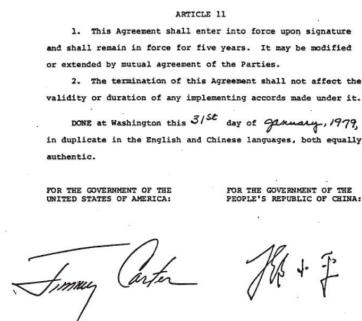 ARTICLE 11
1. This Agreement shall enter into force upon signature
and shall remain in force for five years. It may be modified
or extended by mutual agreement of the Parties.
2. The termination of this Agreement shall not affect the
validity or duration of any implementing accords made under it.
DONE at Washington this 31st day of January, 1979,
in duplicate in the English and Chinese languages, both equally
authentic.
FOR THE GOVERNMENT OF THE
UNITED STATES OF AMERICA:
FOR THE GOVERNMENT OF THE
PEOPLE'S REPUBLIC OF CHINA:
Jimmy Carter
邓小平